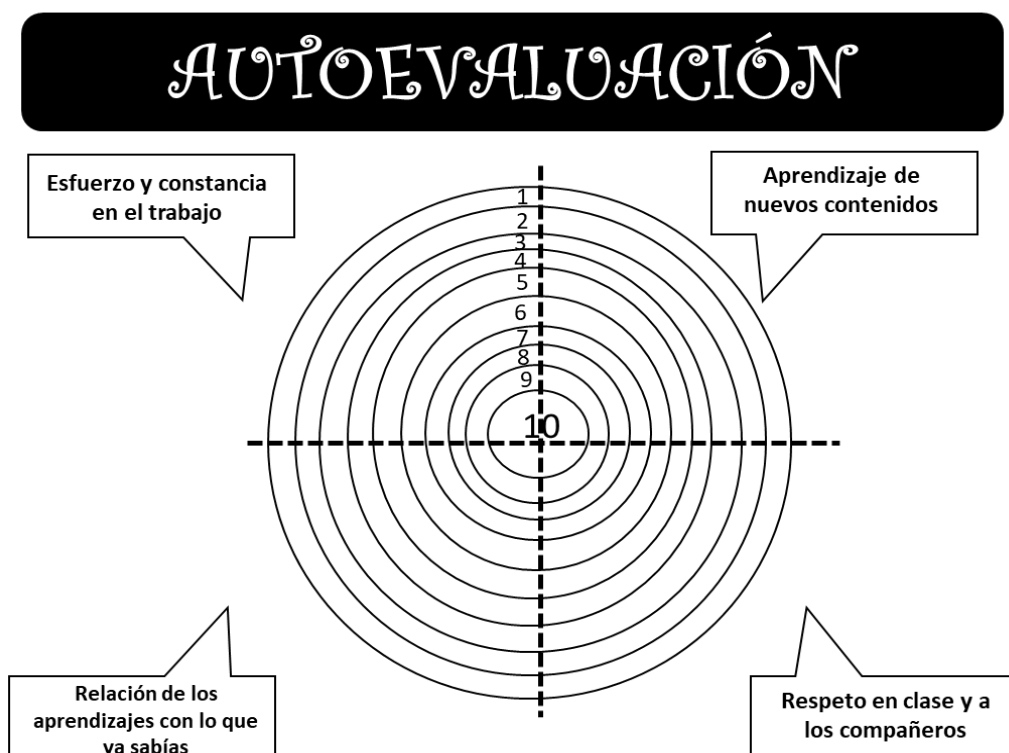 AUTOEVALUACIÓN
Esfuerzo y constancia
en el trabajo
Aprendizaje de
nuevos contenidos
1
2
3
4
5
6
7
8
9
10
Relación de los
aprendizajes con lo que
ya sabías
Respeto en clase y a
los compañeros